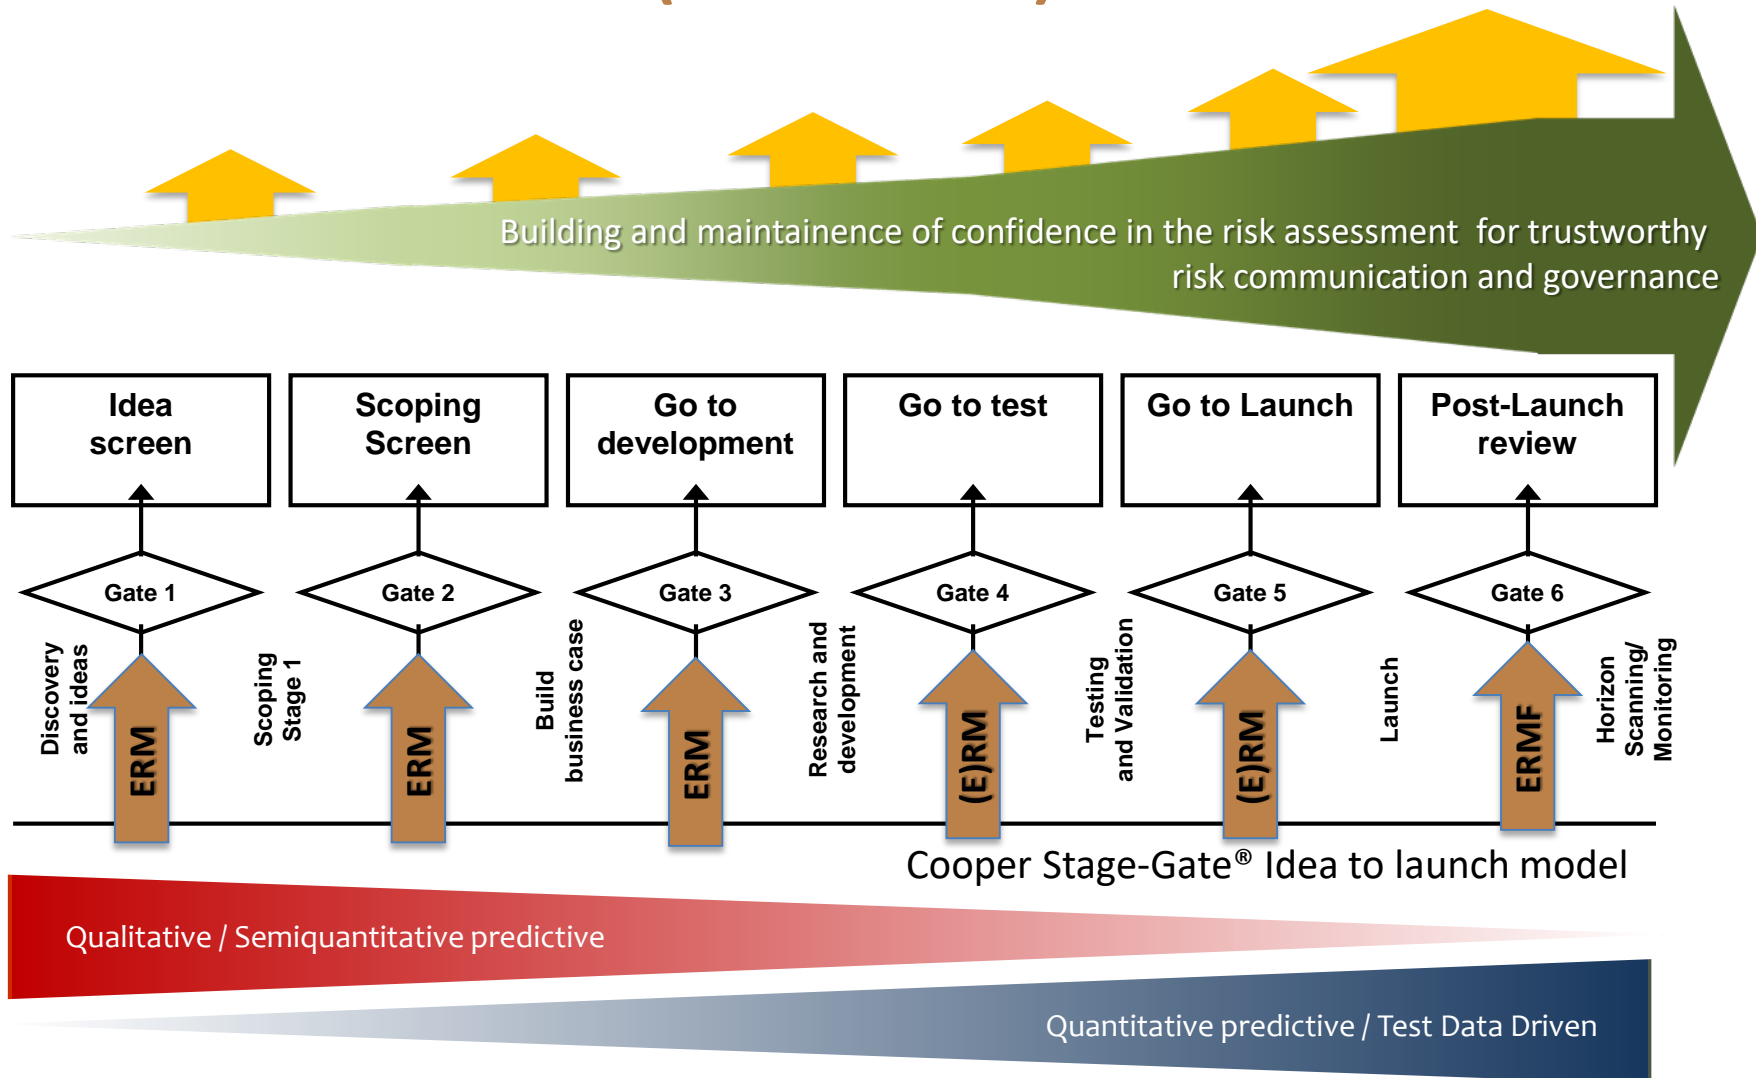 Building and maintainence of confidence in the risk assessment  for trustworthy
risk communication and governance
Idea
screen
Scoping
Screen
Go to
development
Go to test
Go to Launch
Post-Launch
review
Gate 1
Gate 2
Gate 3
Gate 4
Gate 5
Gate 6
Discovery
and ideas
ERM
Scoping
Stage 1
ERM
Build
business case
ERM
Research and
development
(E)RM
Testing
and Validation
(E)RM
Launch
ERMF
Horizon
Scanning/
Monitoring
Cooper Stage-Gate® Idea to launch model
Qualitative / Semiquantitative predictive
Quantitative predictive / Test Data Driven